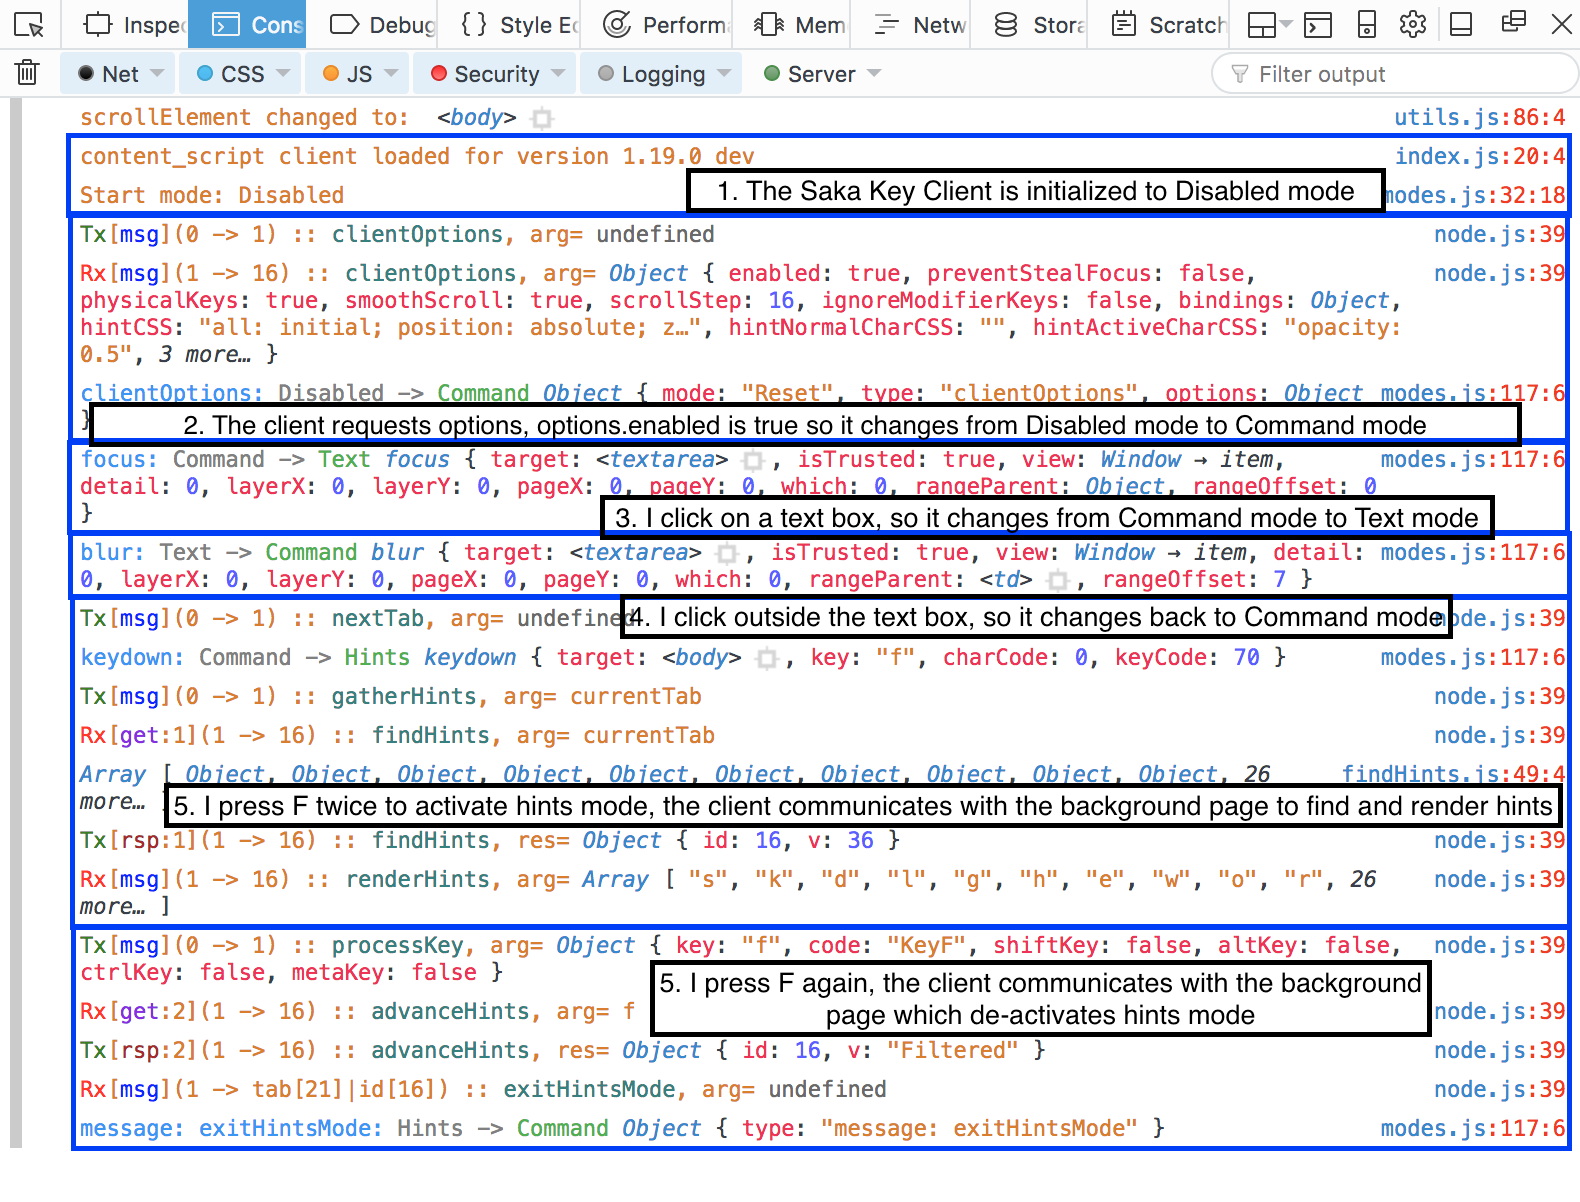 Inspec Cons Debug {} Style Ed Performa Mem Netw Stora Scratch
Net CSS JS Security Logging Server Filter output
scrollElement changed to: <body> utils.js:86:4
content_script client loaded for version 1.19.0 dev index.js:20:4
Start mode: Disabled modes.js:32:18
1. The Saka Key Client is initialized to Disabled mode
Tx[msg](0 -> 1) :: clientOptions, arg= undefined node.js:39
Rx[msg](1 -> 16) :: clientOptions, arg= Object { enabled: true, preventStealFocus: false, node.js:39
physicalKeys: true, smoothScroll: true, scrollStep: 16, ignoreModifierKeys: false, bindings: Object,
hintCSS: "all: initial; position: absolute; z…", hintNormalCharCSS: "", hintActiveCharCSS: "opacity:
0.5", 3 more… }
clientOptions: Disabled -> Command Object { mode: "Reset", type: "clientOptions", options: Object modes.js:117:6
}
2. The client requests options, options.enabled is true so it changes from Disabled mode to Command mode
focus: Command -> Text focus { target: <textarea> , isTrusted: true, view: Window → item, modes.js:117:6
detail: 0, layerX: 0, layerY: 0, pageX: 0, pageY: 0, which: 0, rangeParent: Object, rangeOffset: 0
}
3. I click on a text box, so it changes from Command mode to Text mode
blur: Text -> Command blur { target: <textarea> , isTrusted: true, view: Window → item, detail: modes.js:117:6
0, layerX: 0, layerY: 0, pageX: 0, pageY: 0, which: 0, rangeParent: <td> , rangeOffset: 7 }
Tx[msg](0 -> 1) :: nextTab, arg= undefined node.js:39
4. I click outside the text box, so it changes back to Command mode
keydown: Command -> Hints keydown { target: <body> , key: "f", charCode: 0, keyCode: 70 } modes.js:117:6
Tx[msg](0 -> 1) :: gatherHints, arg= currentTab node.js:39
Rx[get:1](1 -> 16) :: findHints, arg= currentTab node.js:39
Array [ Object, Object, Object, Object, Object, Object, Object, Object, Object, Object, 26 findHints.js:49:4
more…
5. I press F twice to activate hints mode, the client communicates with the background page to find and render hints
Tx[rsp:1](1 -> 16) :: findHints, res= Object { id: 16, v: 36 } node.js:39
Rx[msg](1 -> 16) :: renderHints, arg= Array [ "s", "k", "d", "l", "g", "h", "e", "w", "o", "r", 26 node.js:39
more… ]
Tx[msg](0 -> 1) :: processKey, arg= Object { key: "f", code: "KeyF", shiftKey: false, altKey: false, node.js:39
ctrlKey: false, metaKey: false }
5. I press F again, the client communicates with the background
page which de-activates hints mode
Rx[get:2](1 -> 16) :: advanceHints, arg= f node.js:39
Tx[rsp:2](1 -> 16) :: advanceHints, res= Object { id: 16, v: "Filtered" } node.js:39
Rx[msg](1 -> tab[21]|id[16]) :: exitHintsMode, arg= undefined node.js:39
message: exitHintsMode: Hints -> Command Object { type: "message: exitHintsMode" } modes.js:117:6